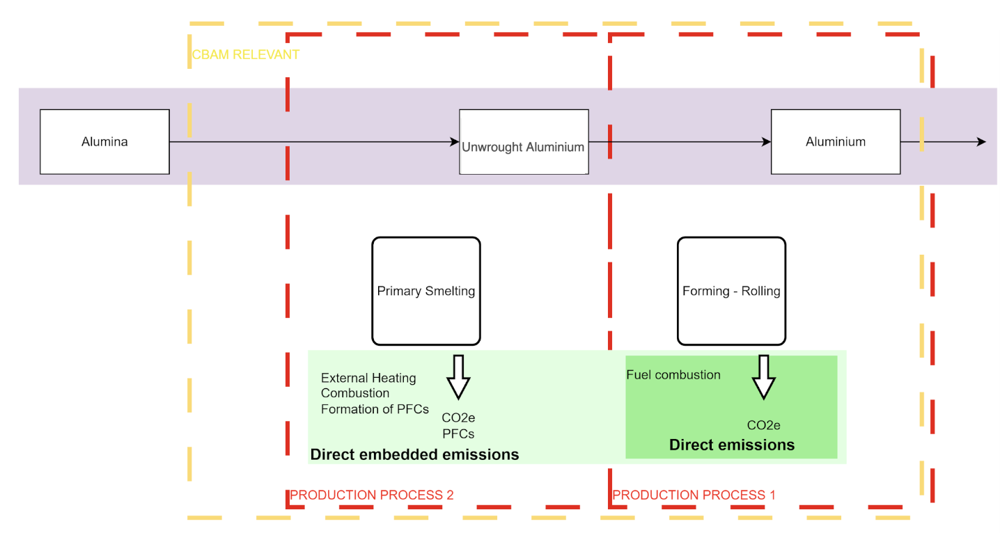 CBAM RELEVANT
Alumina
Unwrought Aluminium
Aluminium
Primary Smelting
Forming - Rolling
External Heating
Combustion
Formation of PFCs
CO2e
PFCs
Direct embedded emissions
Fuel combustion
CO2e
Direct emissions
PRODUCTION PROCESS 2
PRODUCTION PROCESS 1